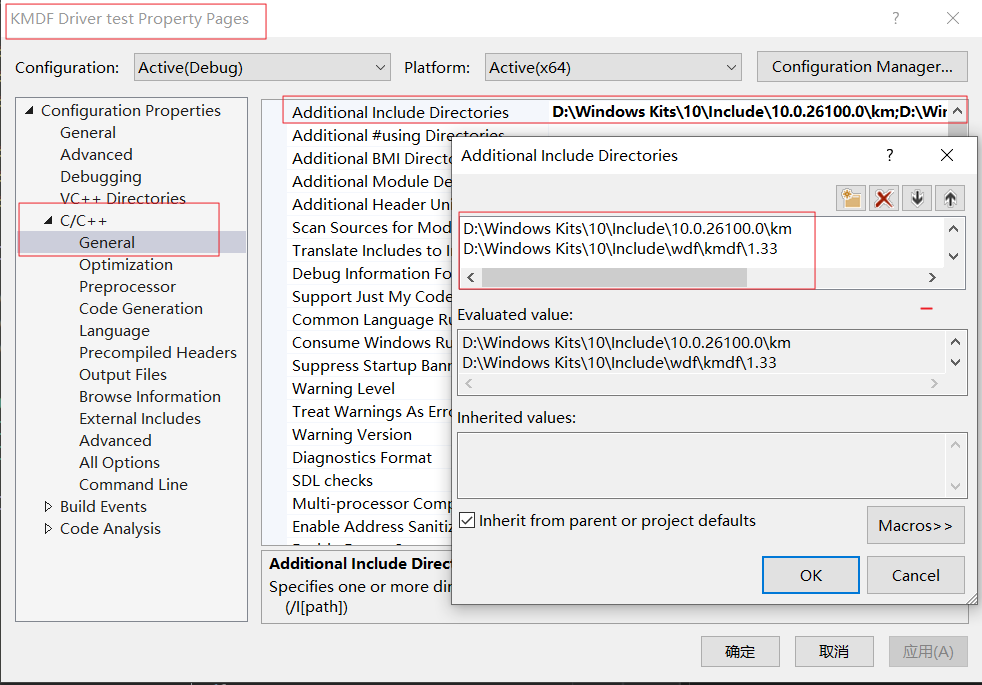 KMDF Driver test Property Pages
Configuration: Active(Debug) Platform: Active(x64) Configuration Manager...
Configuration Properties
General
Advanced
Debugging
VC++ Directories
C/C++
General
Optimization
Preprocessor
Code Generation
Language
Precompiled Headers
Output Files
Browse Information
External Includes
Advanced
All Options
Command Line
Build Events
Code Analysis
Additional Include Directories D:\Windows Kits\10\Include\10.0.26100.0\km;D:\Wir
Additional #using Directories
Additional BMI Directo
Additional Module De
Additional Header Uni
Scan Sources for Mod
Translate Includes to I
Debug Information Fo
Support Just My Code
Common Language Ru
Consume Windows Ru
Suppress Startup Bann
Warning Level
Treat Warnings As Erro
Warning Version
Diagnostics Format
SDL checks
Multi-processor Comp
Enable Address Sanitiz
Additional Include Direc
Specifies one or more dir
(/I[path])
Additional Include Directories
?
D:\Windows Kits\10\Include\10.0.26100.0\km
D:\Windows Kits\10\Include\wdf\kmdf\1.33
Evaluated value:
D:\Windows Kits\10\Include\10.0.26100.0\km
D:\Windows Kits\10\Include\wdf\kmdf\1.33
Inherited values:
Inherit from parent or project defaults
Macros>>
OK Cancel
确定 取消 应用(A)